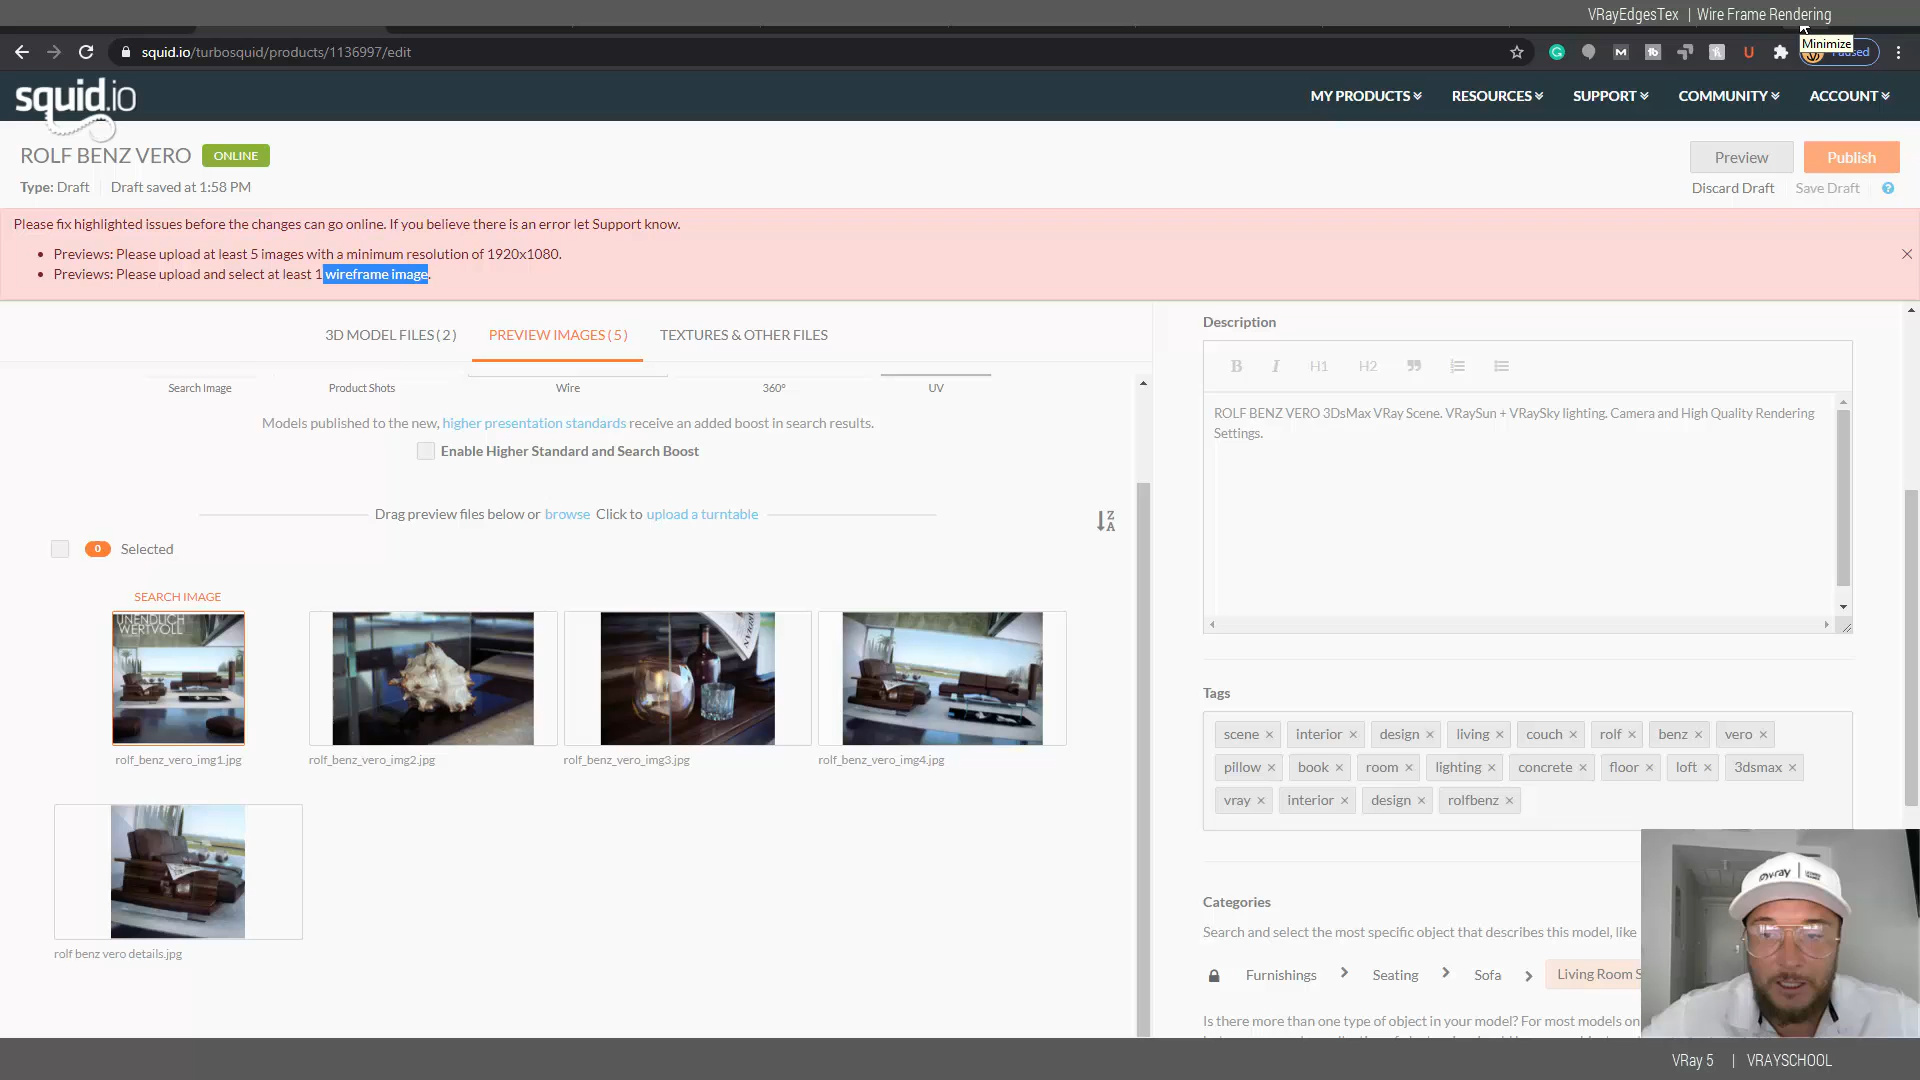 VRayEdgesTex | Wire Frame Rendering
squid.io/turbosquid/products/1136997/edit
Minimize
Paused
squid.io
MY PRODUCTS
RESOURCES
SUPPORT
COMMUNITY
ACCOUNT
ROLF BENZ VERO ONLINE
Preview Publish
Type: Draft | Draft saved at 1:58 PM
Discard Draft Save Draft ?
Please fix highlighted issues before the changes can go online. If you believe there is an error let Support know.
• Previews: Please upload at least 5 images with a minimum resolution of 1920x1080.
• Previews: Please upload and select at least 1 wireframe image.
3D MODEL FILES ( 2 ) PREVIEW IMAGES ( 5 ) TEXTURES & OTHER FILES
Search Image Product Shots Wire 360° UV
Models published to the new, higher presentation standards receive an added boost in search results.
Enable Higher Standard and Search Boost
Drag preview files below or browse Click to upload a turntable
Z
A
0 Selected
SEARCH IMAGE
UNENDLICH
WERTVOLL
rolf_benz_vero_img1.jpg rolf_benz_vero_img2.jpg rolf_benz_vero_img3.jpg rolf_benz_vero_img4.jpg
rolf benz vero details.jpg
Description
B I H1 H2
ROLF BENZ VERO 3DsMax VRay Scene. VRaySun + VRaySky lighting. Camera and High Quality Rendering
Settings.
Tags
scene × interior × design × living × couch × rolf × benz × vero ×
pillow × book × room × lighting × concrete × floor × loft × 3dsmax ×
vray × interior × design × rolfbenz ×
Categories
Search and select the most specific object that describes this model, like
Furnishings > Seating > Sofa > Living Room S
Is there more than one type of object in your model? For most models on
v·ray
VRay 5 | VRAYSCHOOL